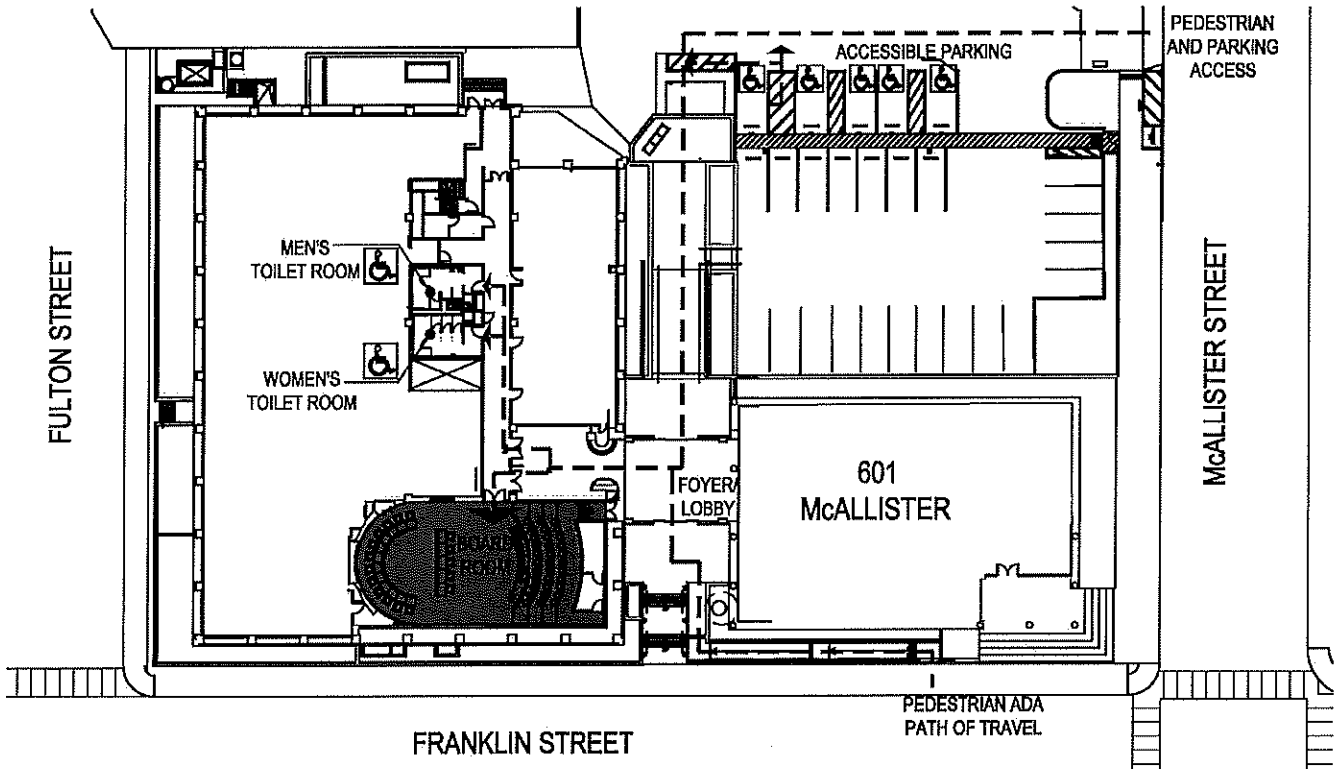 PEDESTRIAN
AND PARKING
ACCESS
ACCESSIBLE PARKING
MEN'S
TOILET ROOM
WOMEN'S
TOILET ROOM
FULTON STREET
McALLISTER STREET
FOYER/
LOBBY
601
McALLISTER
BOARD
ROOM
PEDESTRIAN ADA
PATH OF TRAVEL
FRANKLIN STREET